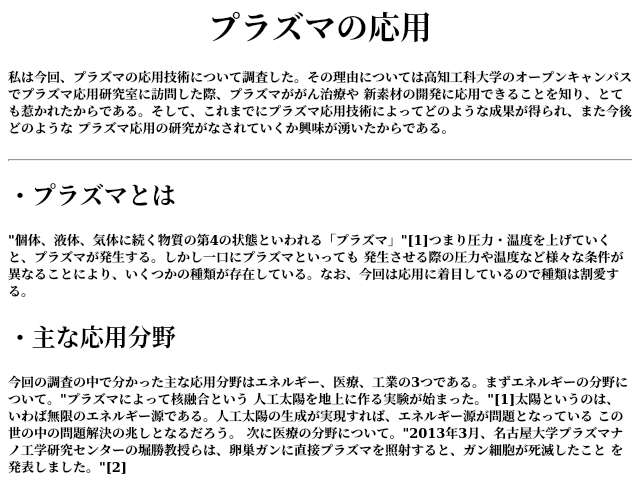 プラズマの応用
私は今回、プラズマの応用技術について調査した。その理由については高知工科大学のオープンキャンパス
でプラズマ応用研究室に訪問した際、プラズマががん治療や 新素材の開発に応用できることを知り、とて
も惹かれたからである。そして、これまでにプラズマ応用技術によってどのような成果が得られ、また今後
どのような プラズマ応用の研究がなされていくか興味が湧いたからである。
・プラズマとは
"個体、液体、気体に続く物質の第4の状態といわれる「プラズマ」"[1]つまり圧力・温度を上げていく
と、プラズマが発生する。しかし一口にプラズマといっても 発生させる際の圧力や温度など様々な条件が
異なることにより、いくつかの種類が存在している。なお、今回は応用に着目しているので種類は割愛す
る。
・主な応用分野
今回の調査の中で分かった主な応用分野はエネルギー、医療、工業の3つである。まずエネルギーの分野に
ついて。"プラズマによって核融合という 人工太陽を地上に作る実験が始まった。"[1]太陽というのは、
いわば無限のエネルギー源である。人工太陽の生成が実現すれば、エネルギー源が問題となっている この
世の中の問題解決の兆しとなるだろう。 次に医療の分野について。"2013年3月、名古屋大学プラズマナ
ノ工学研究センターの堀勝教授らは、卵巣ガンに直接プラズマを照射すると、ガン細胞が死滅したこと を
発表しました。"[2]